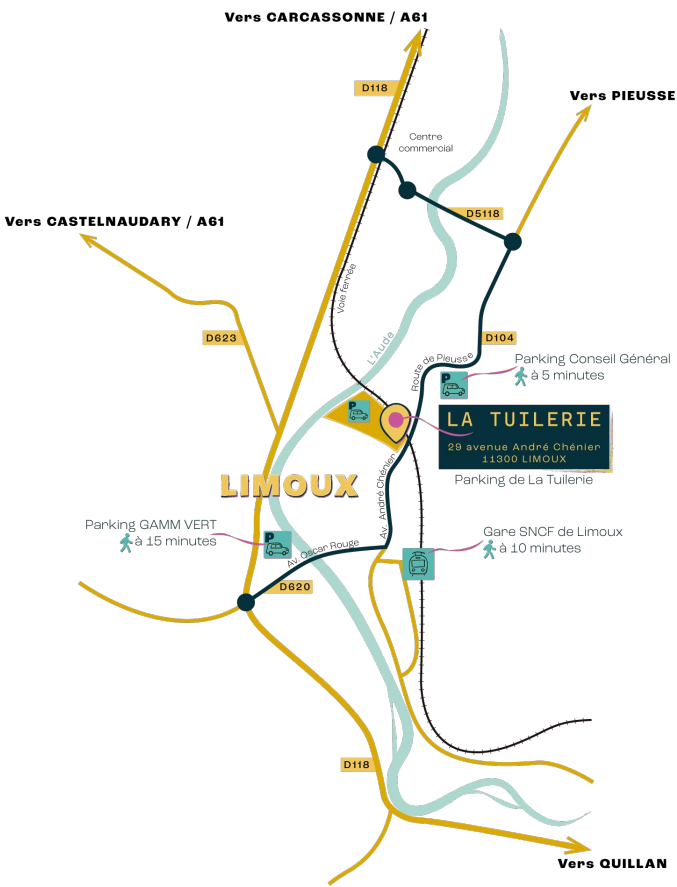 Vers CARCASSONNE / A61
D118
Vers PIEUSSE
Centre
commercial
D5118
Vers CASTELNAUDARY / A61
Voie ferrée
D623
L'Aude
D104
Route de Pieusse
Parking Conseil Général
à 5 minutes
P
P
LA TUILERIE
29 avenue André Chénier
11300 LIMOUX
Parking de La Tuilerie
LIMOUX
Av. André Chénier
Parking GAMM VERT
à 15 minutes
P
Av. Oscar Rouge
Gare SNCF de Limoux
à 10 minutes
D620
D118
Vers QUILLAN